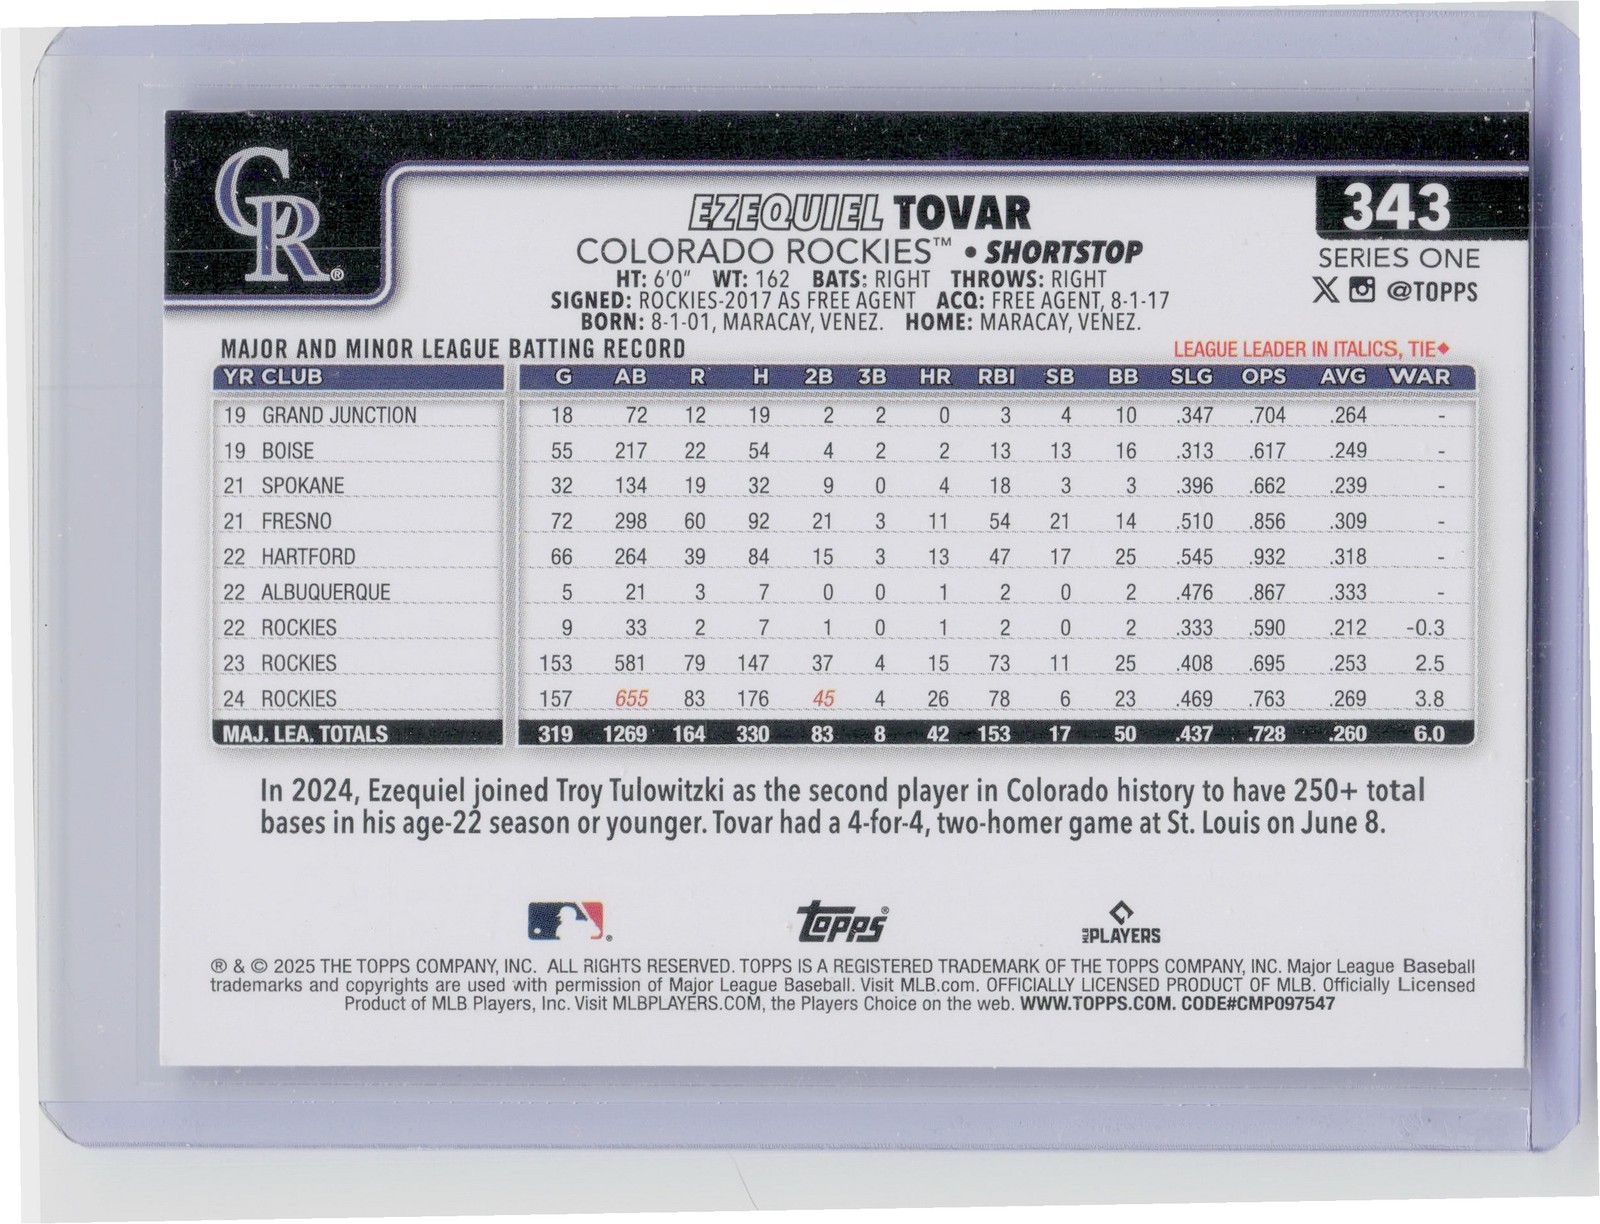 CR®
EZEQUIEL TOVAR
343
COLORADO ROCKIES™ • SHORTSTOP
SERIES ONE
HT: 6'0" WT: 162 BATS: RIGHT THROWS: RIGHT
@TOPPS
SIGNED: ROCKIES-2017 AS FREE AGENT ACQ: FREE AGENT, 8-1-17
BORN: 8-1-01, MARACAY, VENEZ. HOME: MARACAY, VENEZ.
MAJOR AND MINOR LEAGUE BATTING RECORD LEAGUE LEADER IN ITALICS, TIE◆
YR CLUB G AB R H 2B 3B HR RBI SB BB SLG OPS AVG WAR
19 GRAND JUNCTION 18 72 12 19 2 2 0 3 4 10 .347 .704 .264 -
19 BOISE 55 217 22 54 4 2 2 13 13 16 .313 .617 .249 -
21 SPOKANE 32 134 19 32 9 0 4 18 3 3 .396 .662 .239 -
21 FRESNO 72 298 60 92 21 3 11 54 21 14 .510 .856 .309 -
22 HARTFORD 66 264 39 84 15 3 13 47 17 25 .545 .932 .318 -
22 ALBUQUERQUE 5 21 3 7 0 0 1 2 0 2 .476 .867 .333 -
22 ROCKIES 9 33 2 7 1 0 1 2 0 2 .333 .590 .212 -0.3
23 ROCKIES 153 581 79 147 37 4 15 73 11 25 .408 .695 .253 2.5
24 ROCKIES 157 655 83 176 45 4 26 78 6 23 .469 .763 .269 3.8
MAJ. LEA. TOTALS 319 1269 164 330 83 8 42 153 17 50 .437 .728 .260 6.0
In 2024, Ezequiel joined Troy Tulowitzki as the second player in Colorado history to have 250+ total
bases in his age-22 season or younger. Tovar had a 4-for-4, two-homer game at St. Louis on June 8.
Topps®
MLB PLAYERS
® & © 2025 THE TOPPS COMPANY, INC. ALL RIGHTS RESERVED. TOPPS IS A REGISTERED TRADEMARK OF THE TOPPS COMPANY, INC. Major League Baseball
trademarks and copyrights are used with permission of Major League Baseball. Visit MLB.com. OFFICIALLY LICENSED PRODUCT OF MLB. Officially Licensed
Product of MLB Players, Inc. Visit MLBPLAYERS.COM, the Players Choice on the web. WWW.TOPPS.COM. CODE#CMP097547